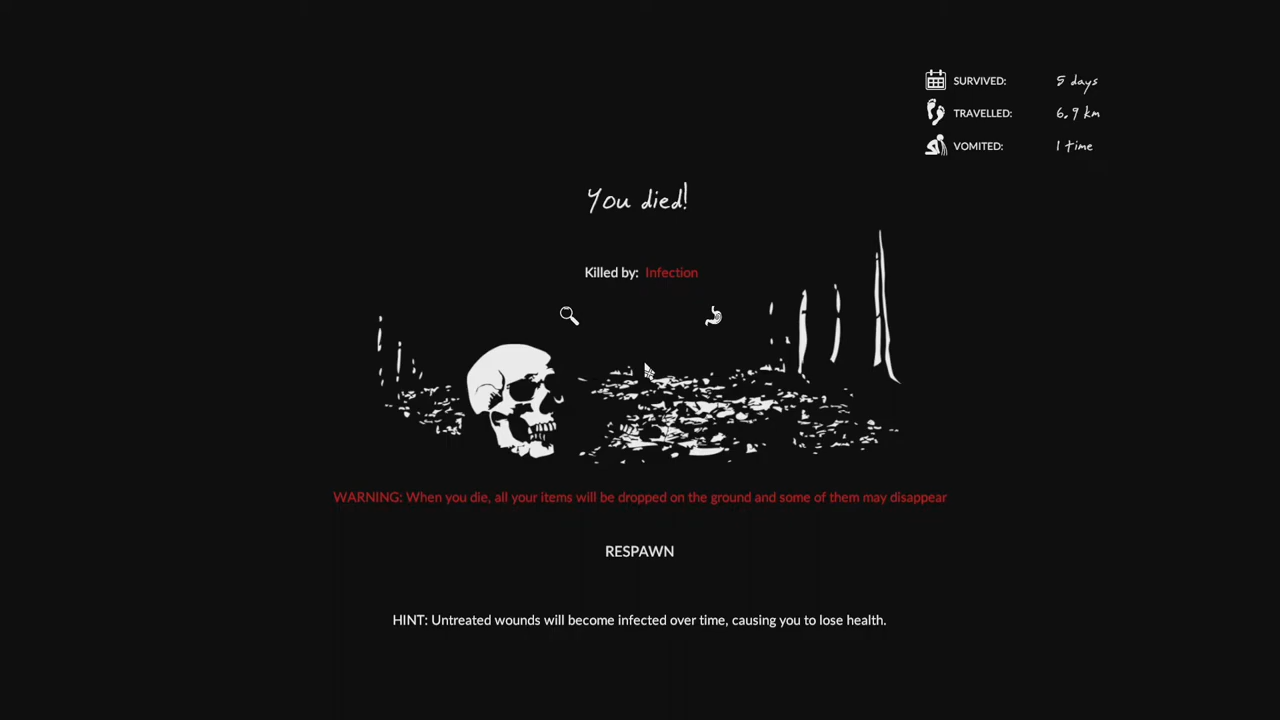 SURVIVED: 5 days
TRAVELLED: 6.9 km
VOMITED: 1 time
You died!
Killed by: Infection
WARNING: When you die, all your items will be dropped on the ground and some of them may disappear
RESPAWN
HINT: Untreated wounds will become infected over time, causing you to lose health.